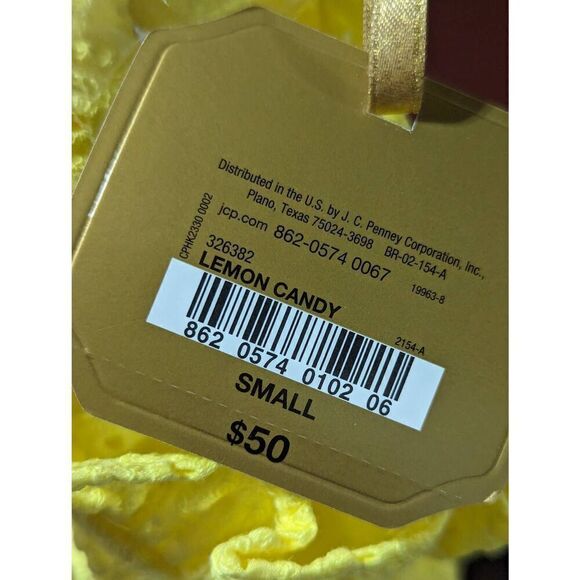 Distributed in the U.S. by J. C. Penney Corporation, Inc.,
Plano, Texas 75024-3698 BR-02-154-A
jcp.com 862-0574 0067
19963-8
CPHK2330 0002
326382
LEMON CANDY
2154-A
862 0574 0102 06
SMALL
$50